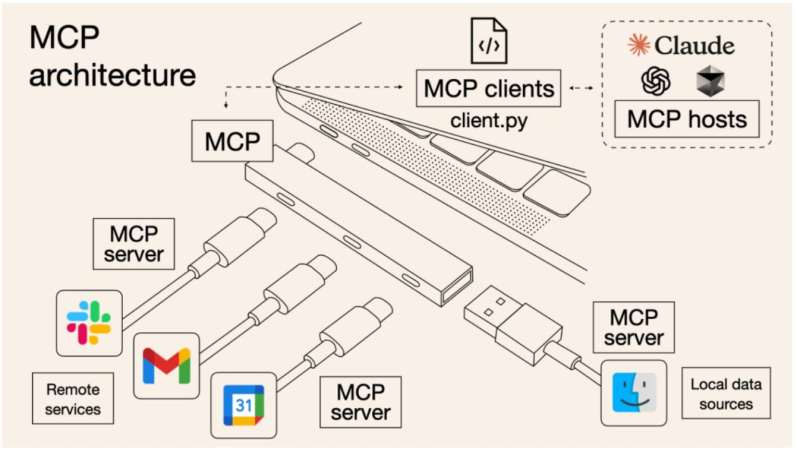 MCP
architecture
</>
MCP clients
client.py
Claude
MCP hosts
MCP
MCP
server
Remote
services
31
MCP
server
MCP
server
Local data
sources